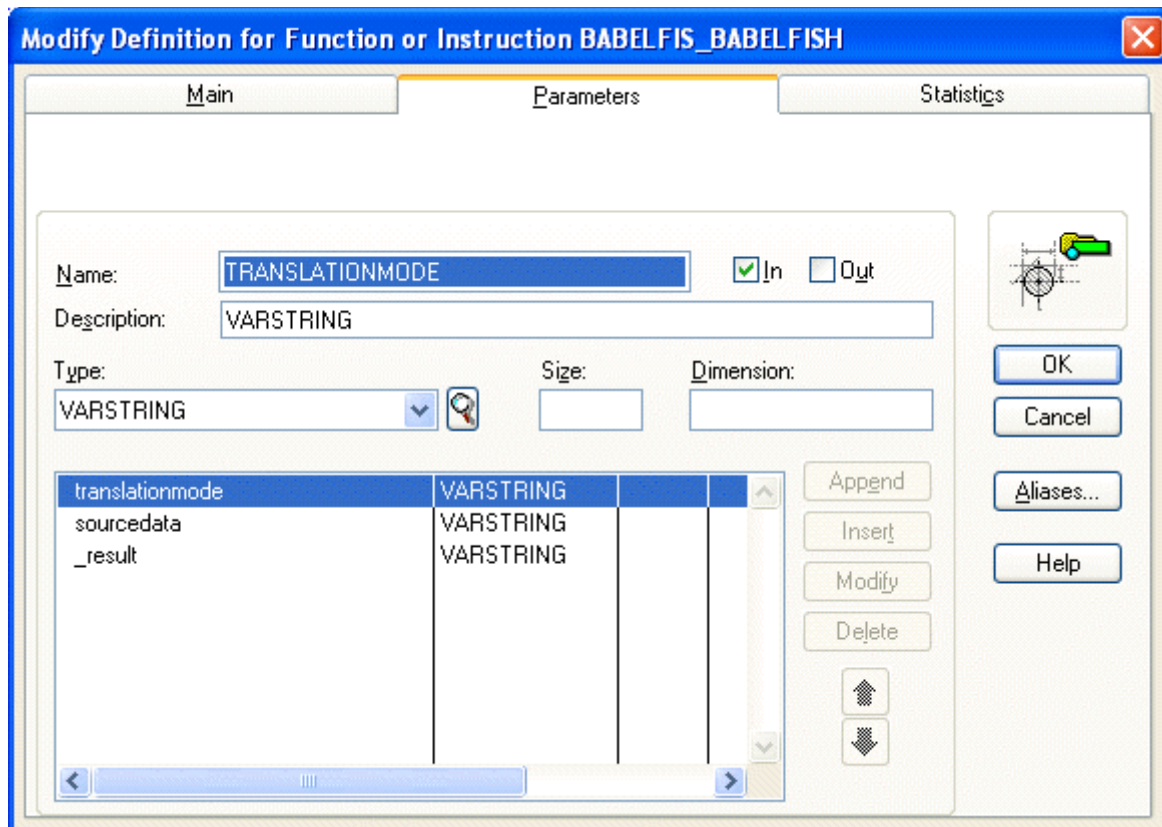 Modify Definition for Function or Instruction BABELFIS_BABELFISH
Main Parameters Statistics
Name: TRANSLATIONMODE In Out
Description: VARSTRING
Type: Size: Dimension:
VARSTRING
OK
Cancel
translationmode VARSTRING
sourcedata VARSTRING
_result VARSTRING
Append
Insert
Modify
Delete
Aliases...
Help